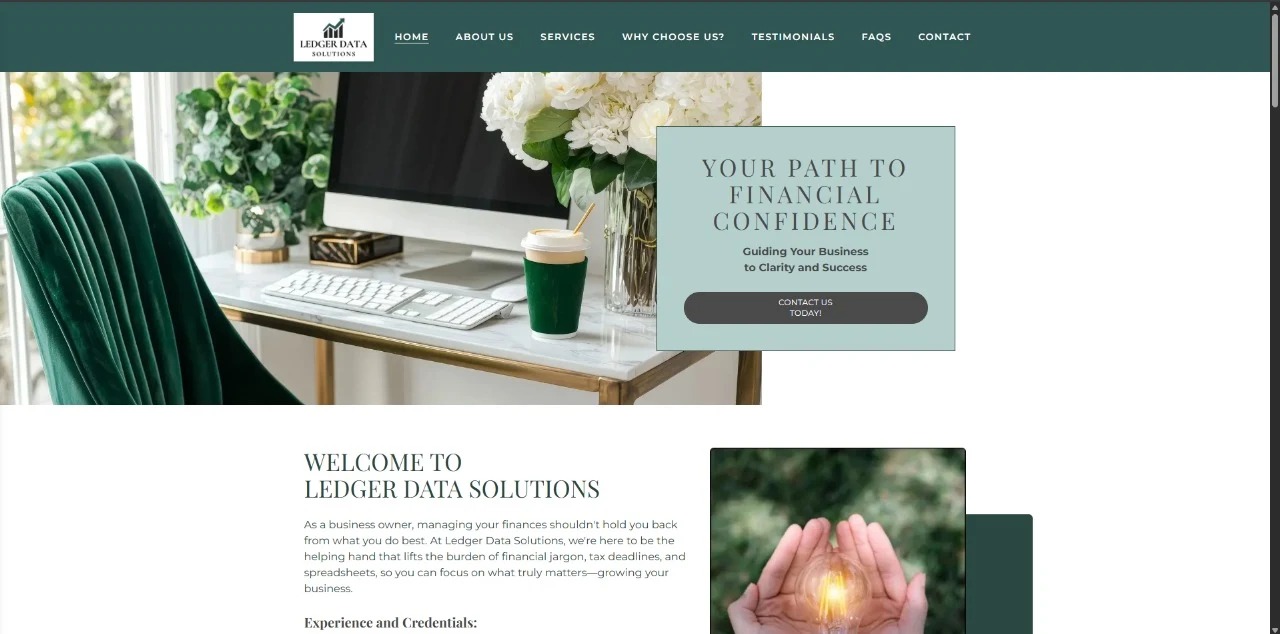 LEDGER DATA
SOLUTIONS
HOME ABOUT US SERVICES WHY CHOOSE US? TESTIMONIALS FAQS CONTACT
YOUR PATH TO
FINANCIAL
CONFIDENCE
Guiding Your Business
to Clarity and Success
CONTACT US
TODAY!
WELCOME TO
LEDGER DATA SOLUTIONS
As a business owner, managing your finances shouldn't hold you back
from what you do best. At Ledger Data Solutions, we're here to be the
helping hand that lifts the burden of financial jargon, tax deadlines, and
spreadsheets, so you can focus on what truly matters—growing your
business.
Experience and Credentials: